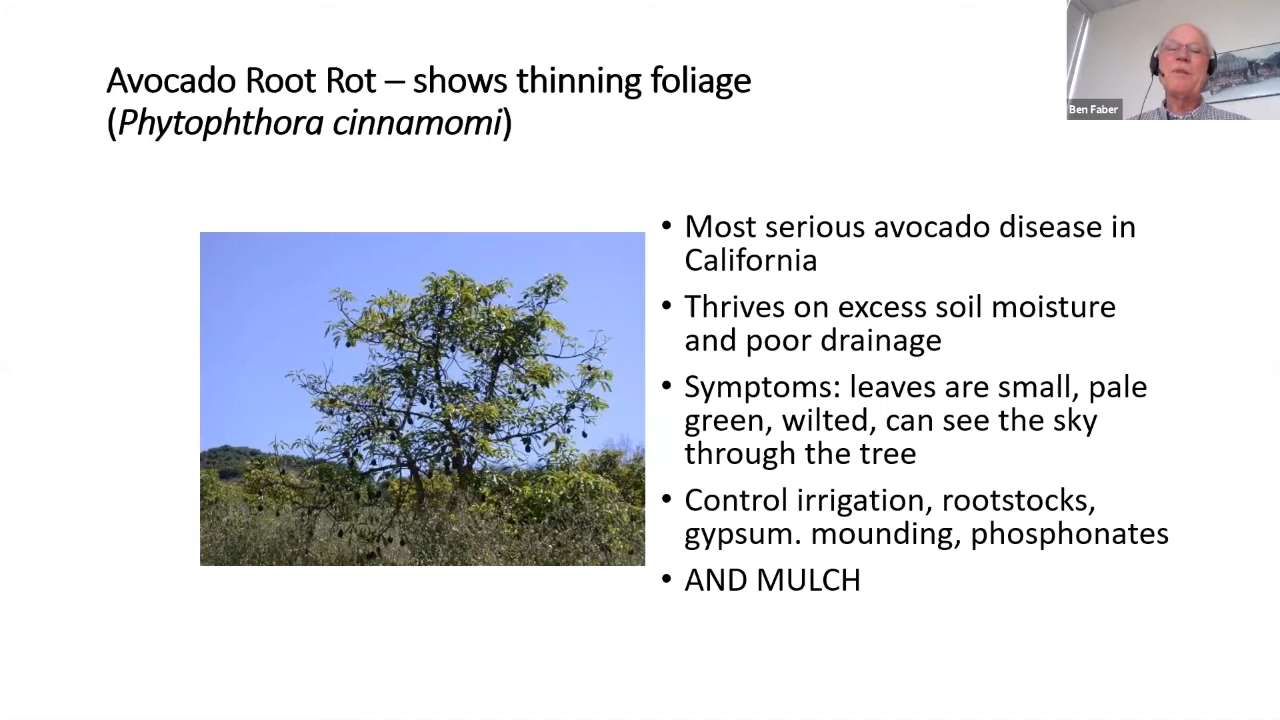 Avocado Root Rot – shows thinning foliage
(Phytophthora cinnamomi)
Ben Faber
• Most serious avocado disease in
California
• Thrives on excess soil moisture
and poor drainage
• Symptoms: leaves are small, pale
green, wilted, can see the sky
through the tree
• Control irrigation, rootstocks,
gypsum. mounding, phosphonates
• AND MULCH